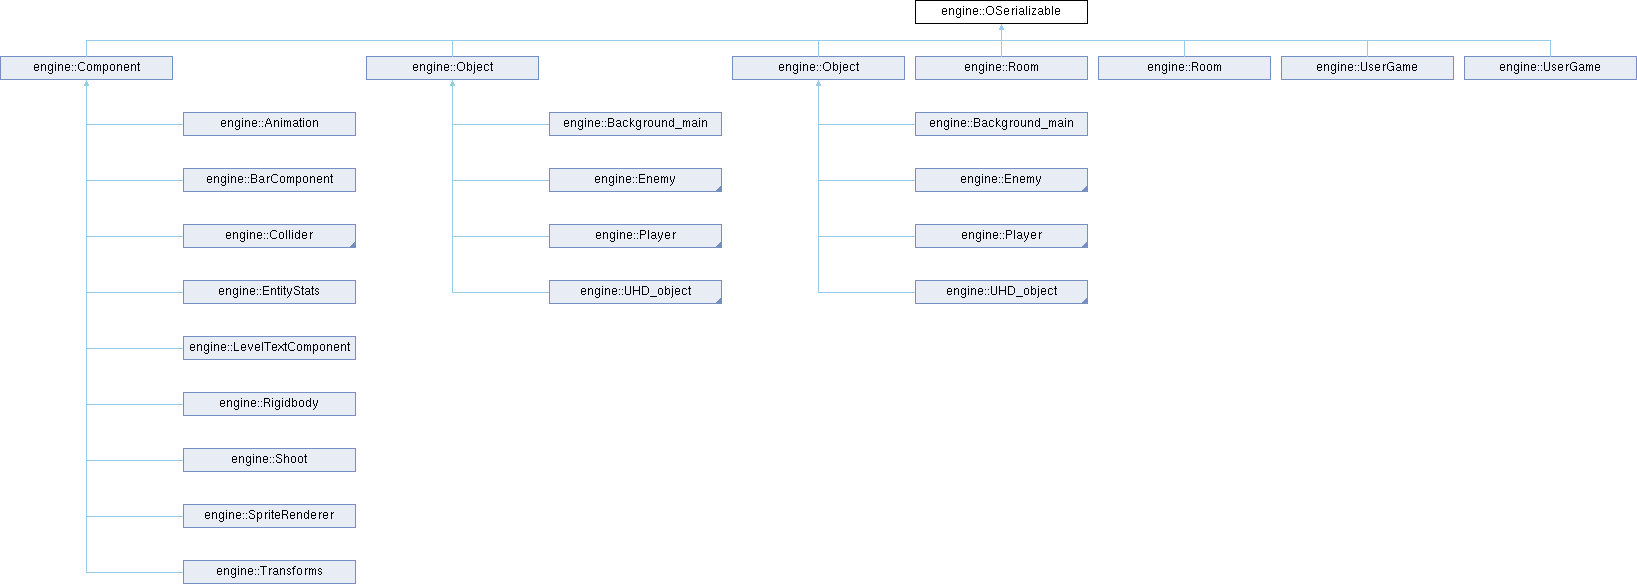 engine::OSerializable
engine::Component
engine::Object
engine::Object
engine::Room
engine::Room
engine::UserGame
engine::UserGame
engine::Animation
engine::Background_main
engine::Background_main
engine::BarComponent
engine::Enemy
engine::Enemy
engine::Collider
engine::Player
engine::Player
engine::EntityStats
engine::UHD_object
engine::UHD_object
engine::LevelTextComponent
engine::Rigidbody
engine::Shoot
engine::SpriteRenderer
engine::Transforms